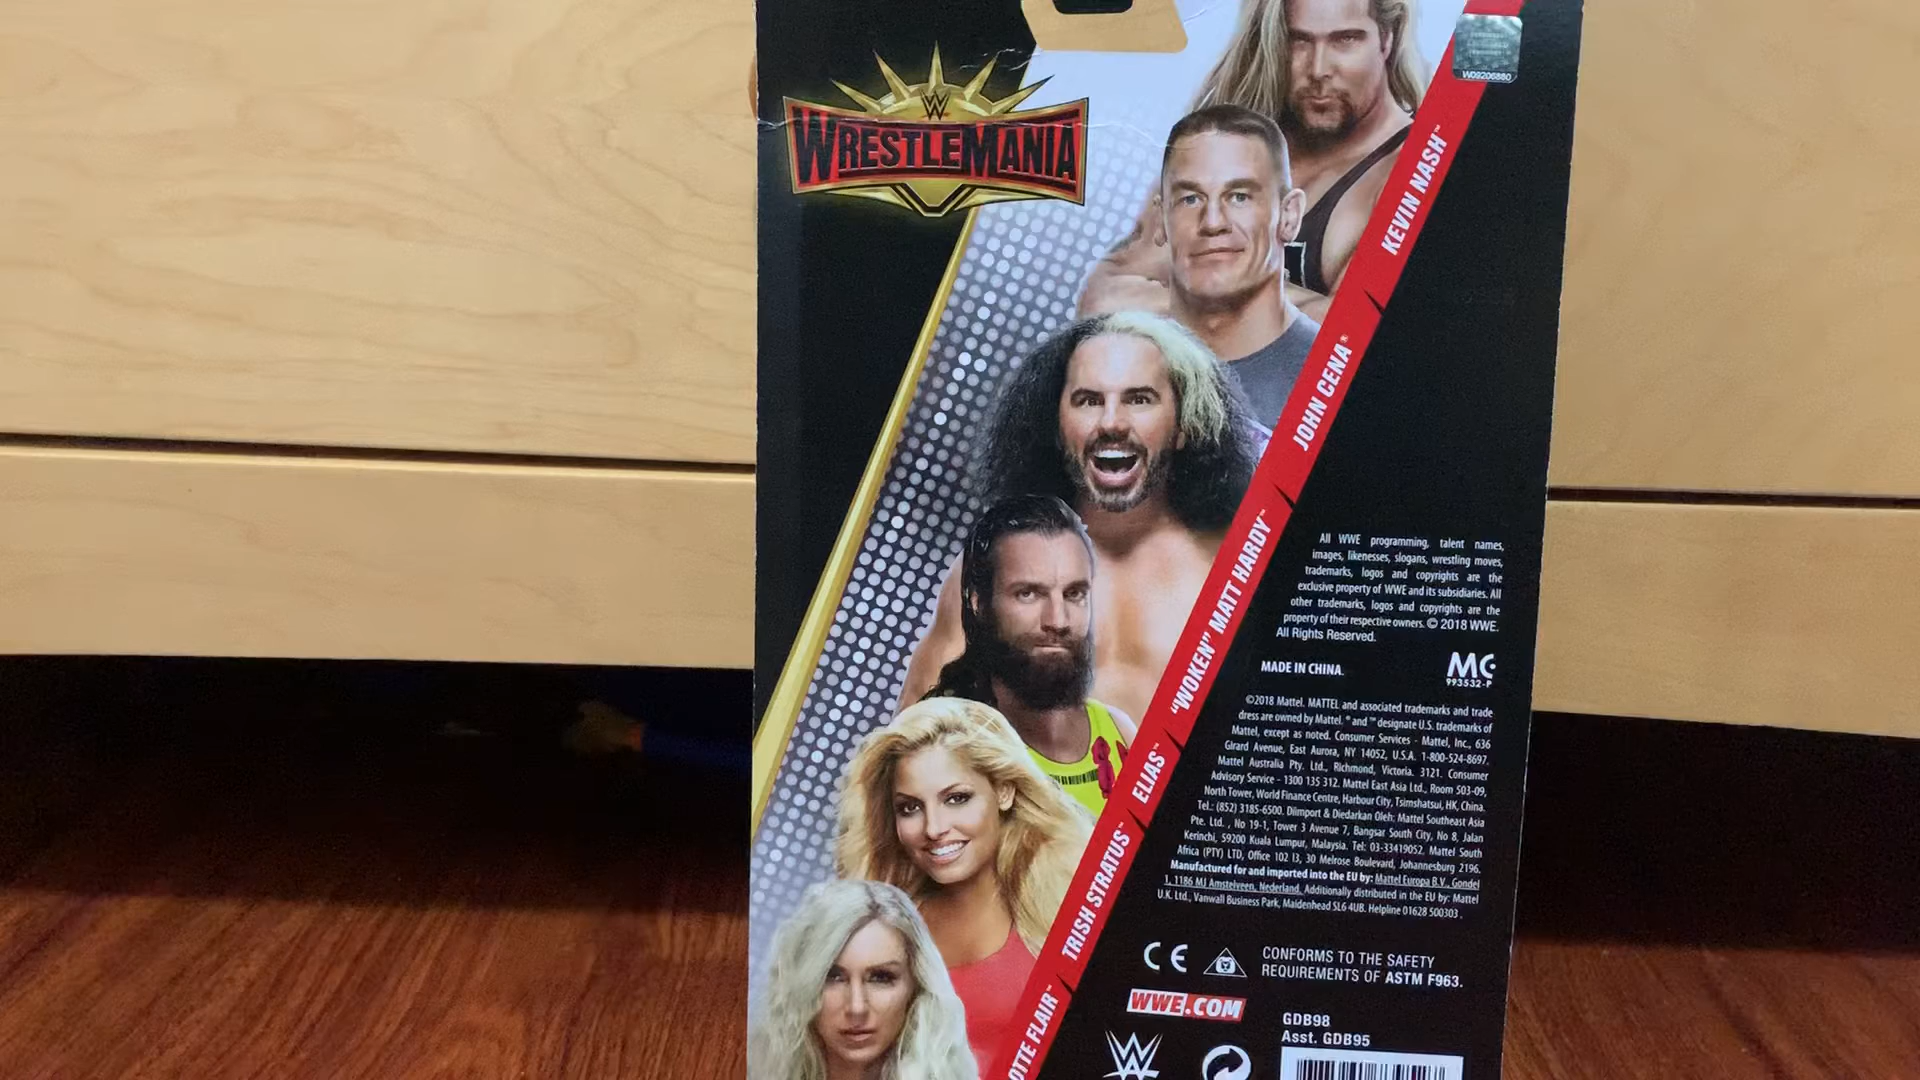 W09206880
WRESTLEMANIA
KEVIN NASH™
JOHN CENA®
"WOKEN" MATT HARDY™
ELIAS™
TRISH STRATUS™
OTTE FLAIR™
All WWE programming, talent names,
images, likenesses, slogans, wrestling moves,
trademarks, logos and copyrights are the
exclusive property of WWE and its subsidiaries. All
other trademarks, logos and copyrights are the
property of their respective owners. © 2018 WWE.
All Rights Reserved.
MADE IN CHINA.
MC
993532-P
©2018 Mattel. MATTEL and associated trademarks and trade
dress are owned by Mattel. ® and ™ designate U.S. trademarks of
Mattel, except as noted. Consumer Services - Mattel, Inc., 636
Girard Avenue, East Aurora, NY 14052, U.S.A. 1-800-524-8697.
Mattel Australia Pty. Ltd., Richmond, Victoria. 3121. Consumer
Advisory Service - 1300 135 312. Mattel East Asia Ltd., Room 503-09,
North Tower, World Finance Centre, Harbour City, Tsimshatsui, HK, China.
Tel.: (852) 3185-6500. Diimport & Diedarkan Oleh: Mattel Southeast Asia
Pte. Ltd. , No 19-1, Tower 3 Avenue 7, Bangsar South City, No 8, Jalan
Kerinchi, 59200 Kuala Lumpur, Malaysia. Tel: 03-33419052. Mattel South
Africa (PTY) LTD, Office 102 I3, 30 Melrose Boulevard, Johannesburg 2196.
Manufactured for and imported into the EU by: Mattel Europa B.V., Gondel
1, 1186 MJ Amstelveen, Nederland. Additionally distributed in the EU by: Mattel
U.K. Ltd., Vanwall Business Park, Maidenhead SL6 4UB. Helpline 01628 500303.
CE
CONFORMS TO THE SAFETY
REQUIREMENTS OF ASTM F963.
WWE.COM
GDB98
Asst. GDB95